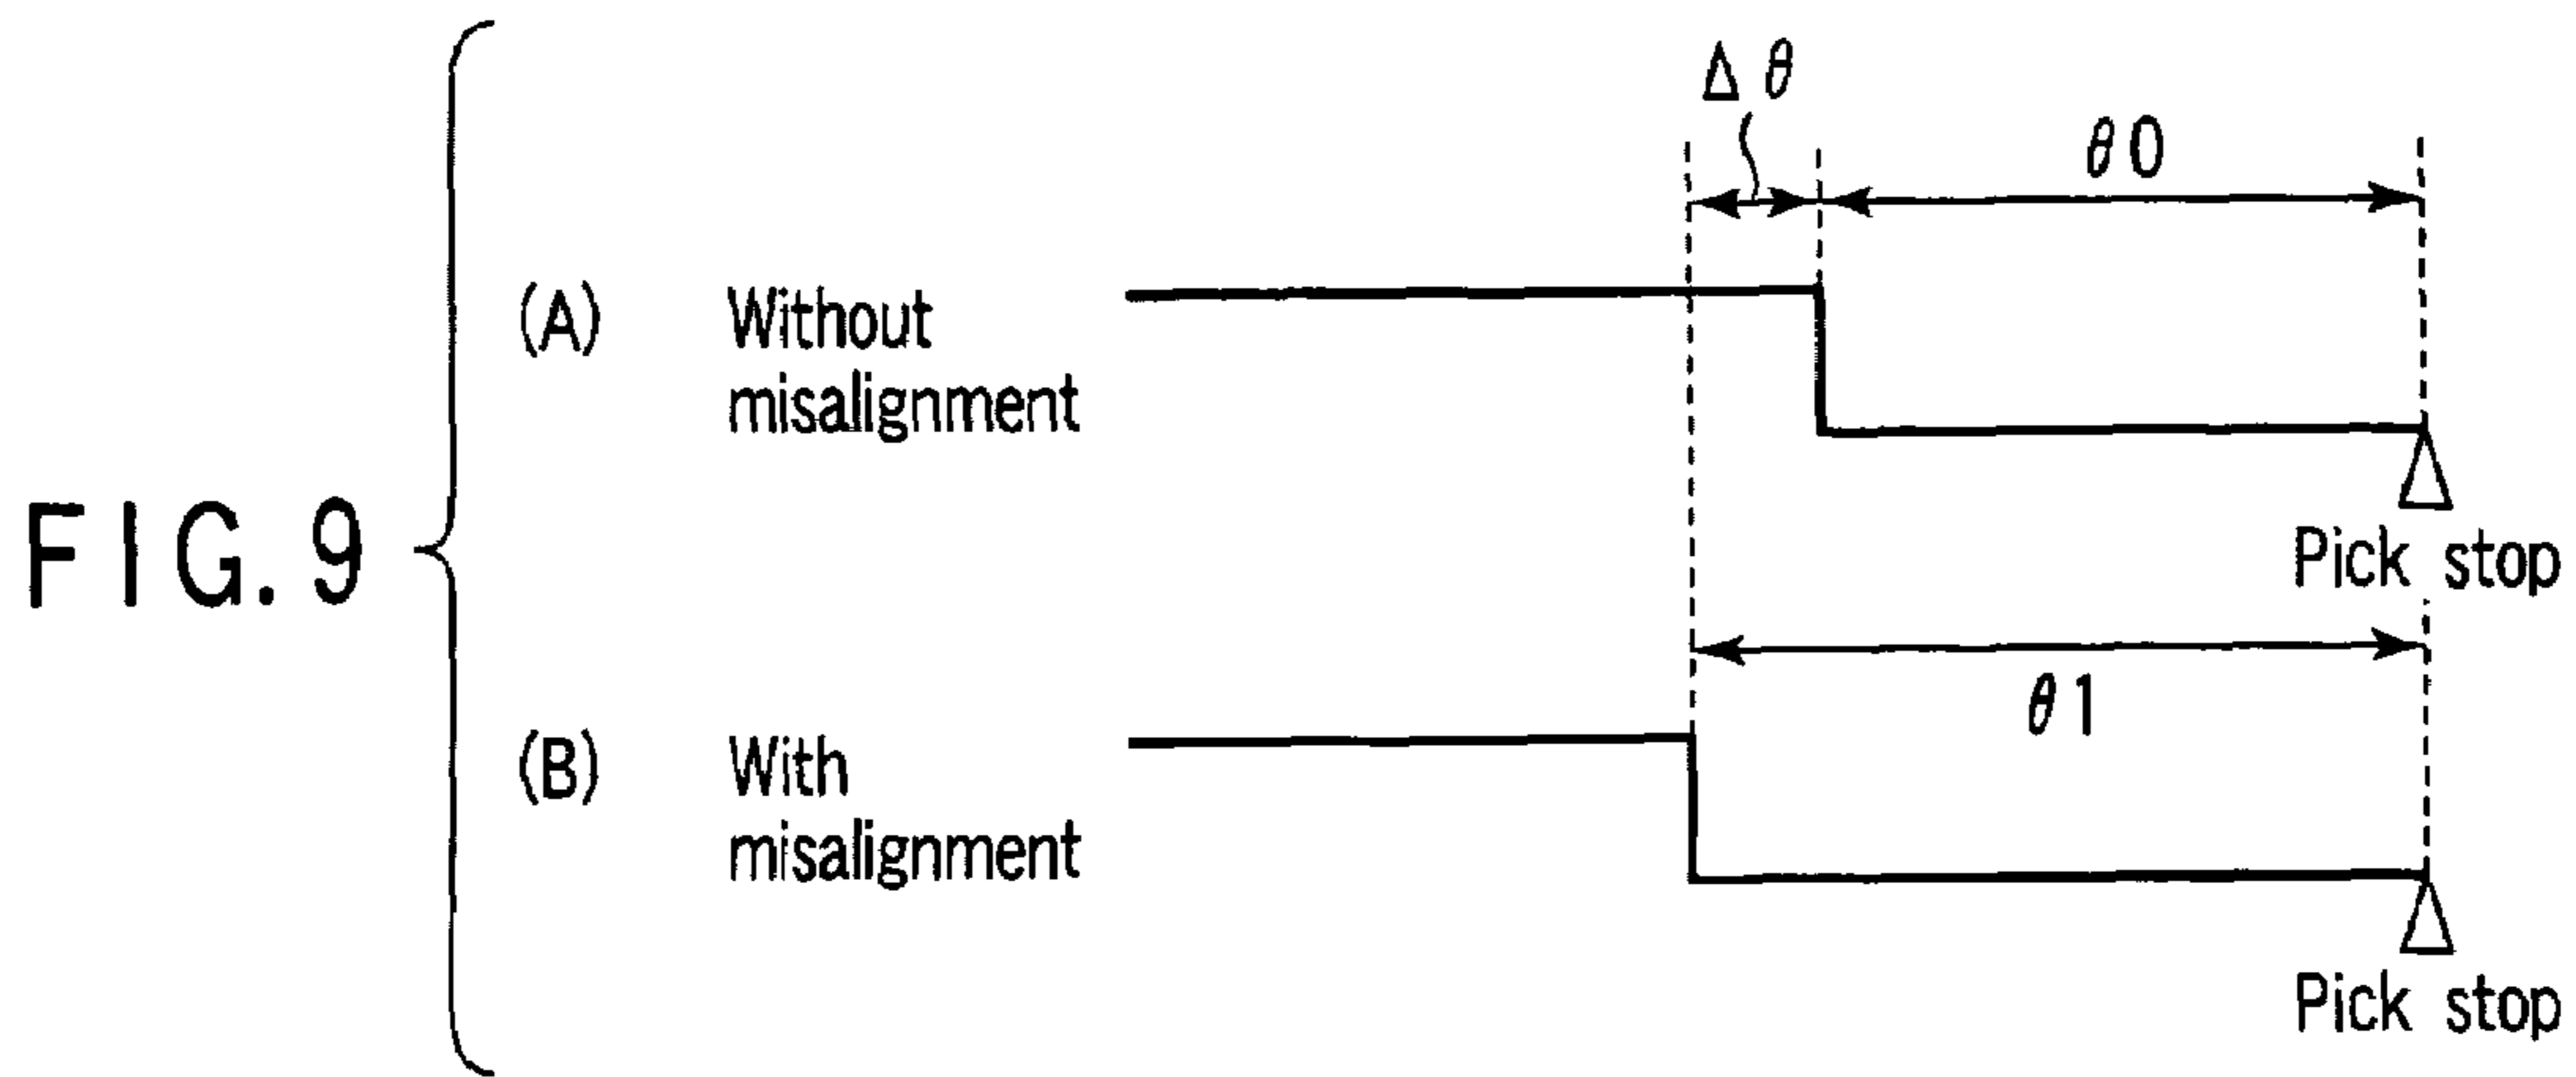 FIG. 9
Δθ
θ0
(A) Without
misalignment
Pick stop
θ1
(B) With
misalignment
Pick stop